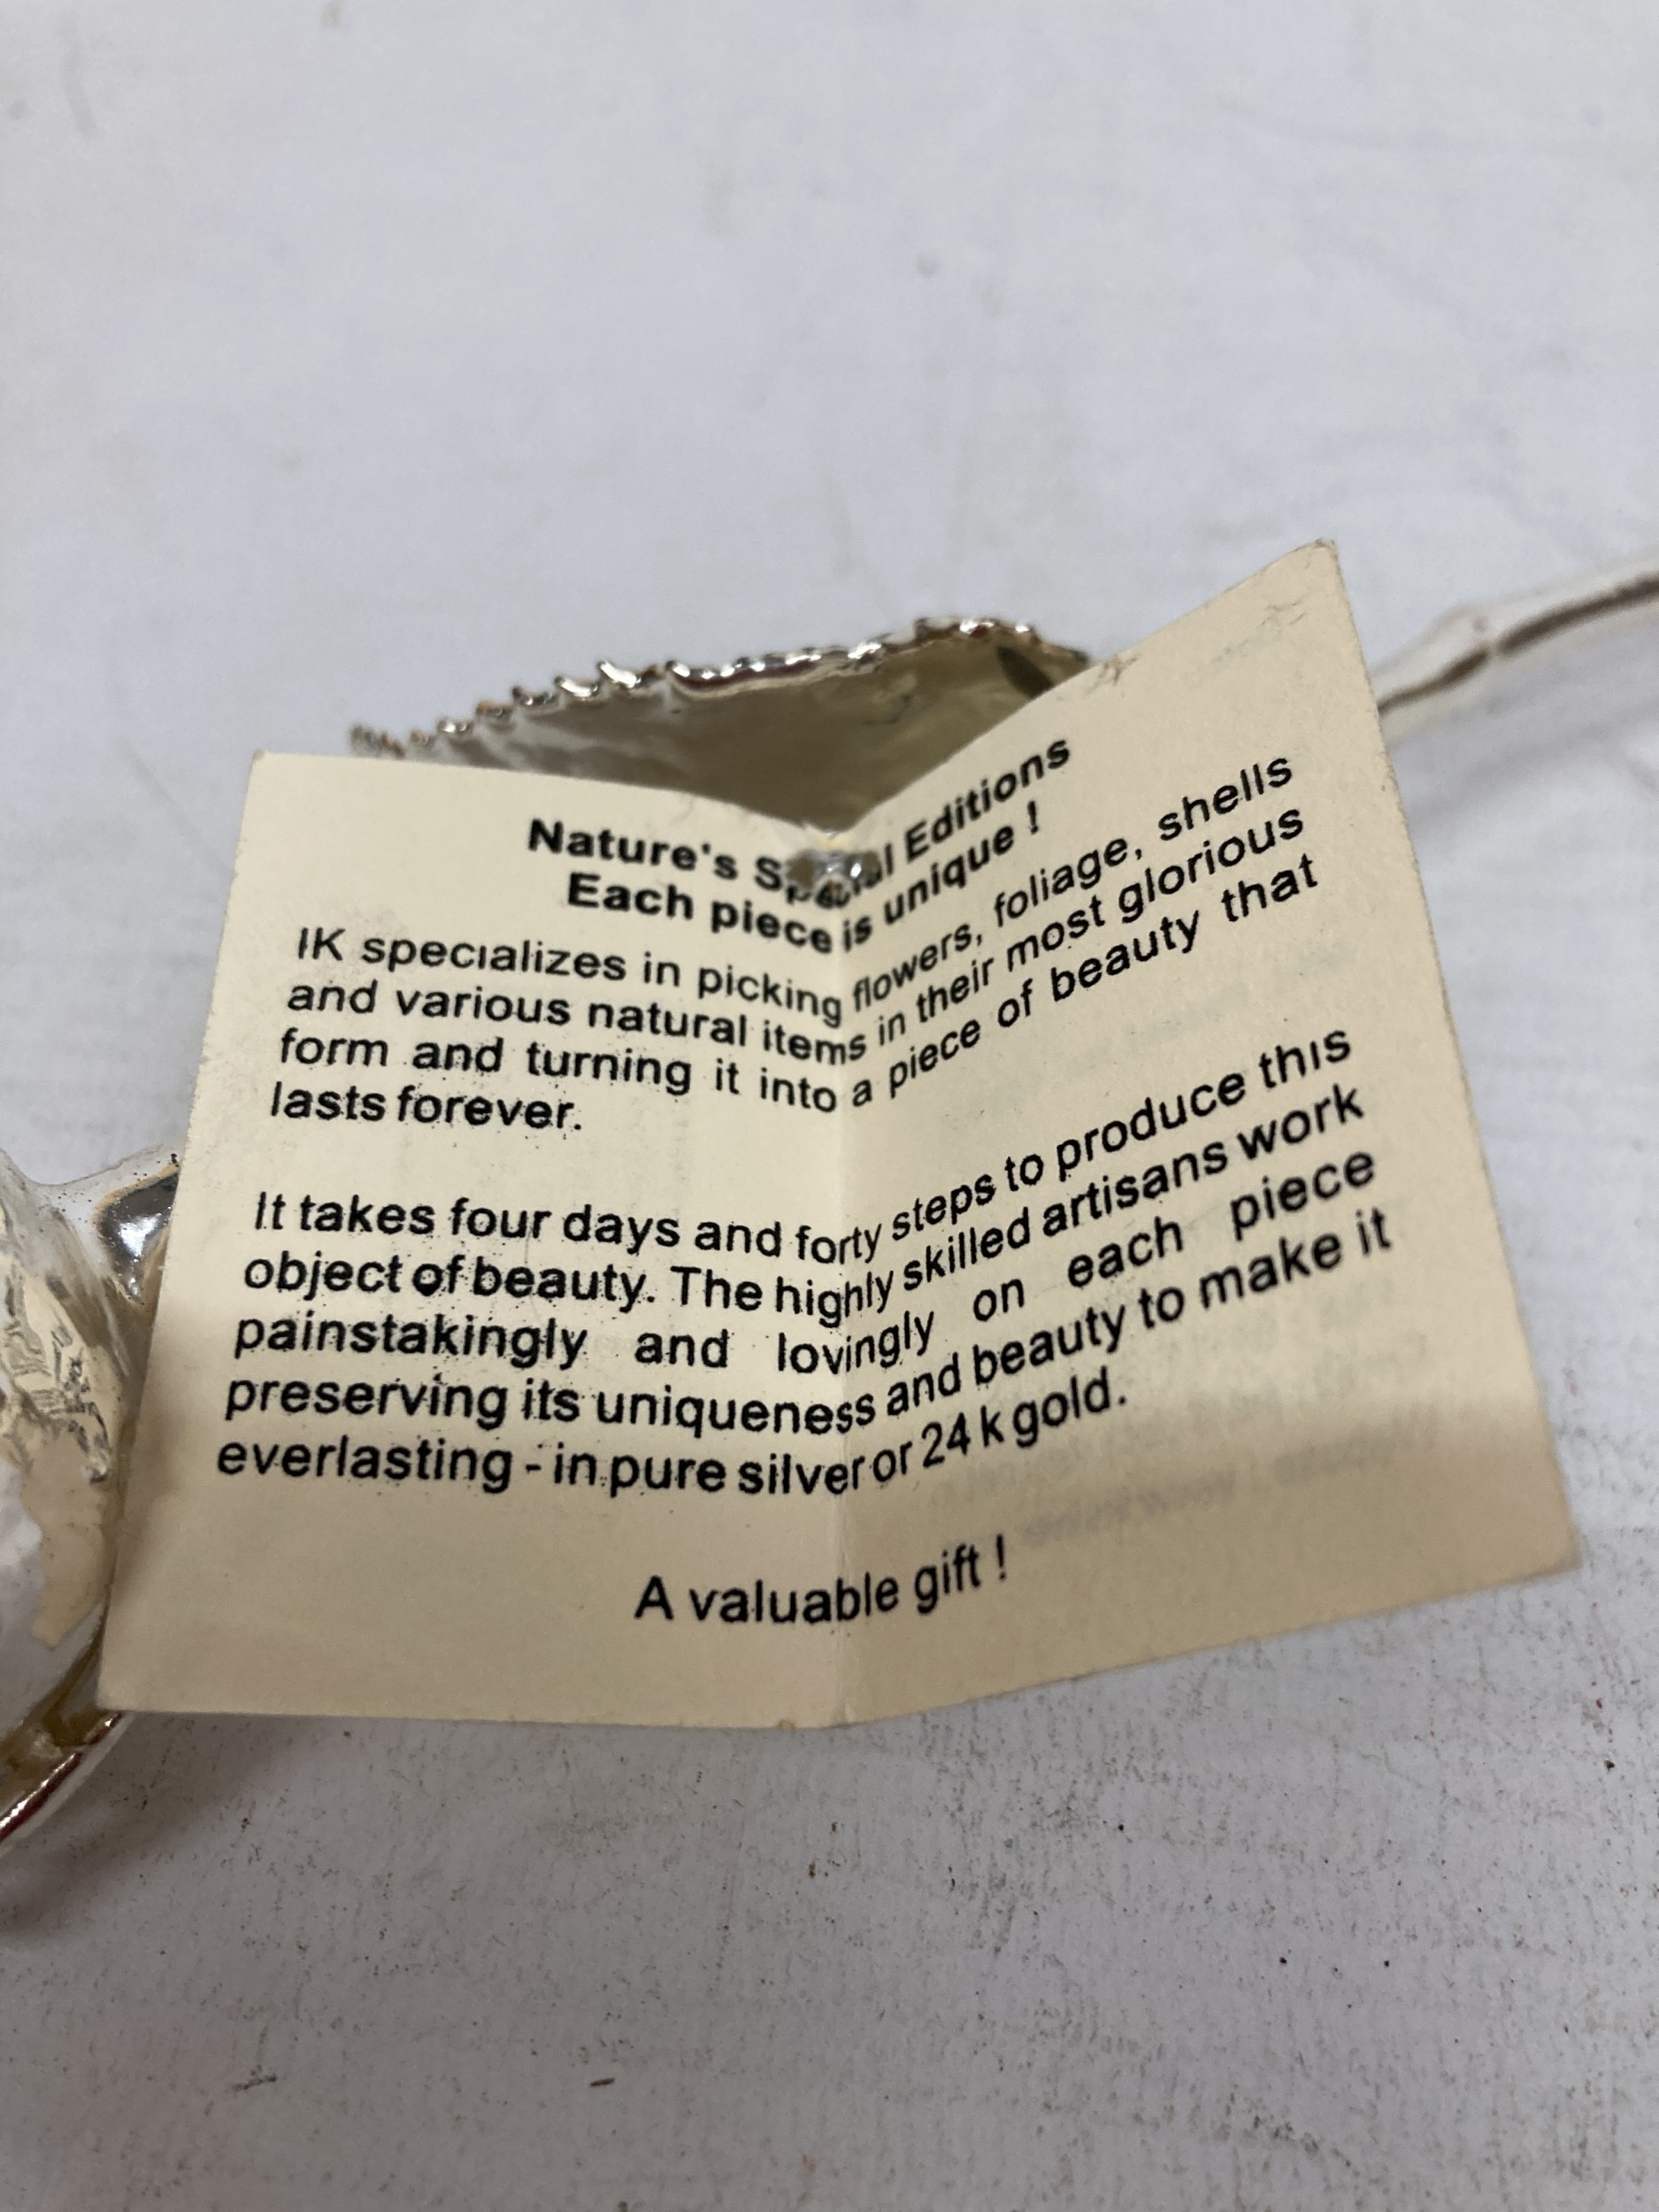 Nature's Special Editions
Each piece is unique !
IK specializes in picking flowers, foliage, shells
and various natural items in their most glorious
form and turning it into a piece of beauty that
lasts forever.
It takes four days and forty steps to produce this
object of beauty. The highly skilled artisans work
painstakingly and lovingly on each piece
preserving its uniqueness and beauty to make it
everlasting - in pure silver or 24 k gold.
A valuable gift !